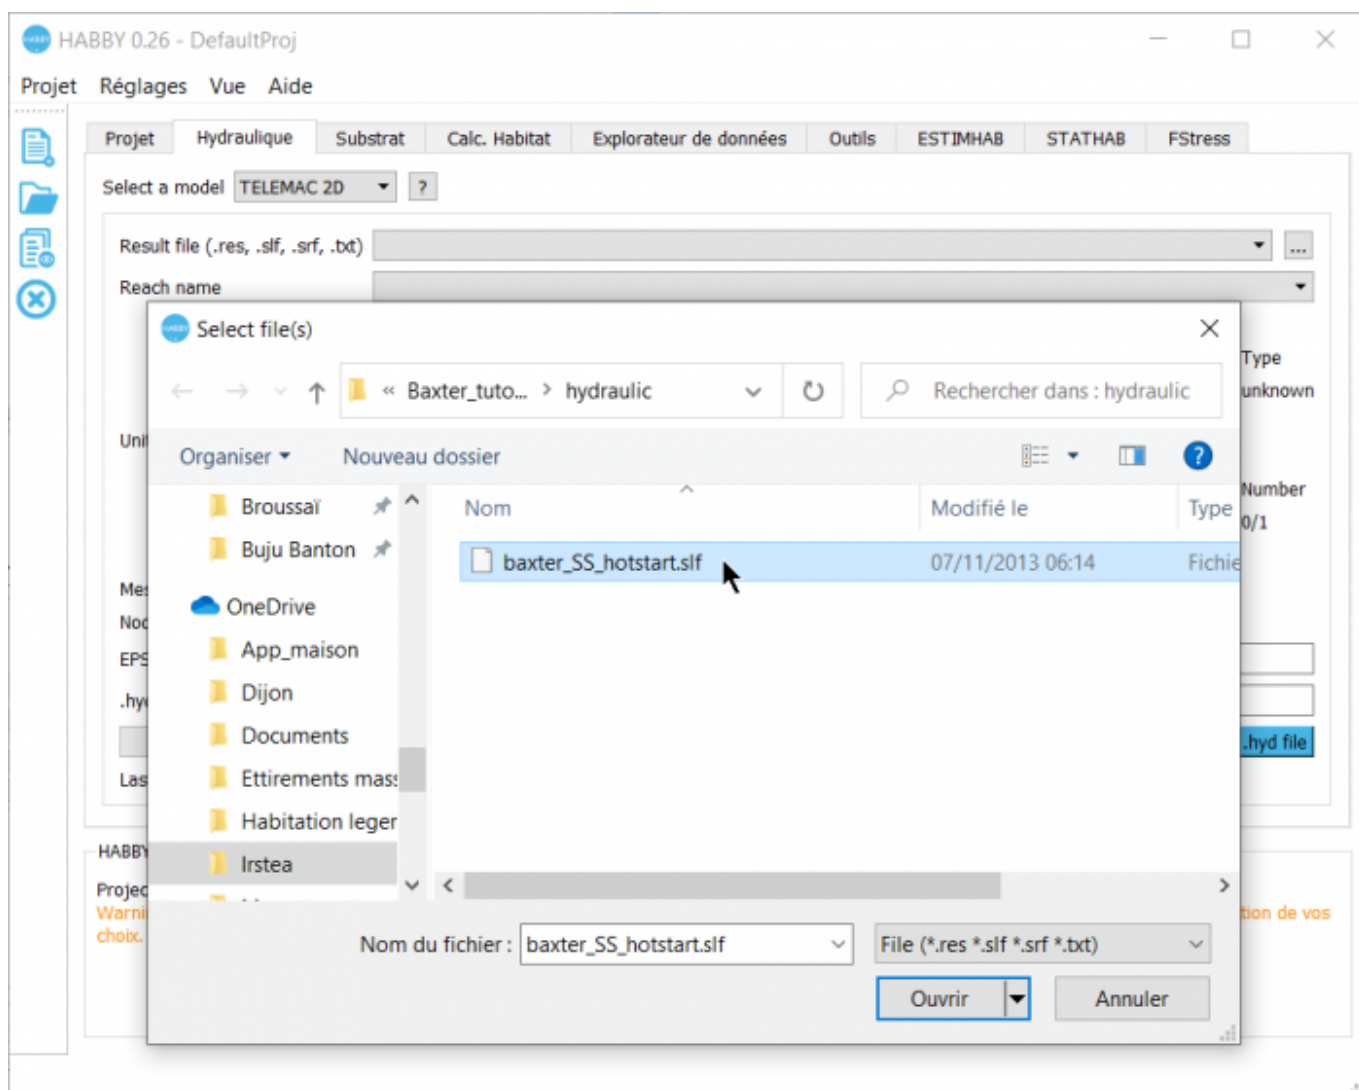 HABBY 0.26 - DefaultProj
Projet Réglages Vue Aide
Projet Hydraulique Substrat Calc. Habitat Explorateur de données Outils ESTIMHAB STATHAB FStress
Select a model TELEMAC 2D ?
Result file (.res, .slf, .srf, .txt) ...
Reach name
Select file(s)
Type
« Baxter_tuto... > hydraulic Rechercher dans : hydraulic
unknown
Organiser Nouveau dossier ?
Number
Nom Modifié le Type
0/1
Broussaï
Buju Banton
baxter_SS_hotstart.slf 07/11/2013 06:14 Fichie
OneDrive
App_maison
EPS
Dijon
.hy
Documents
.hyd file
Ettirements mass
Las
Habitation leger
HABBY
Irstea
Projec
Warni
tion de vos
choix.
Nom du fichier : baxter_SS_hotstart.slf File (*.res *.slf *.srf *.txt)
Ouvrir Annuler